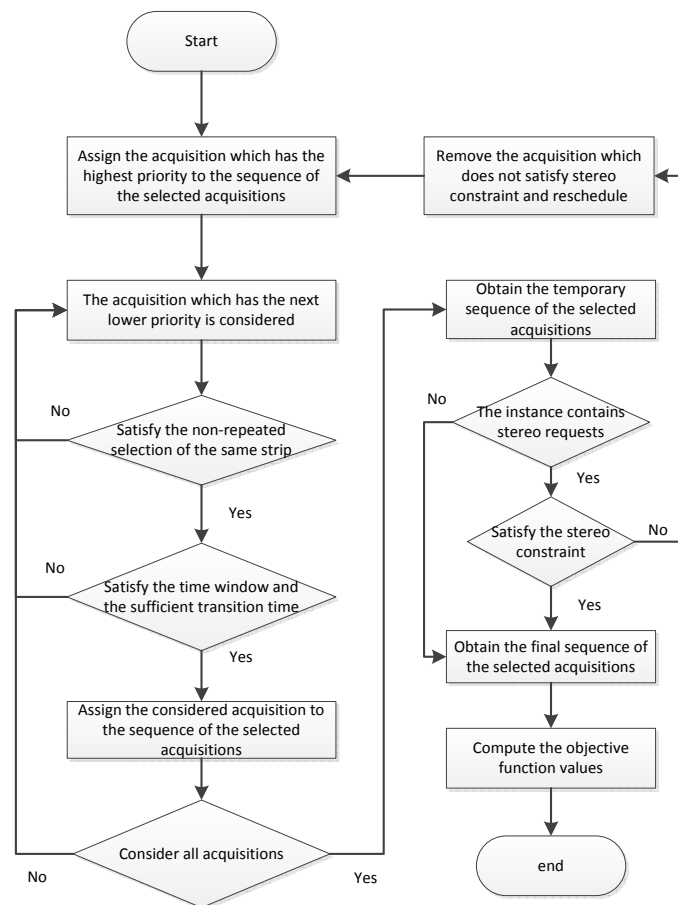 Start
Assign the acquisition which has the
highest priority to the sequence of
the selected acquisitions
Remove the acquisition which
does not satisfy stereo
constraint and reschedule
The acquisition which has the next
lower priority is considered
No
Satisfy the non-repeated
selection of the same strip
Yes
No
Satisfy the time window and
the sufficient transition time
Yes
Assign the considered acquisition to
the sequence of the selected
acquisitions
Consider all acquisitions
No
Yes
Obtain the temporary
sequence of the selected
acquisitions
No
The instance contains
stereo requests
Yes
Satisfy the stereo
constraint
No
Yes
Obtain the final sequence of
the selected acquisitions
Compute the objective
function values
end